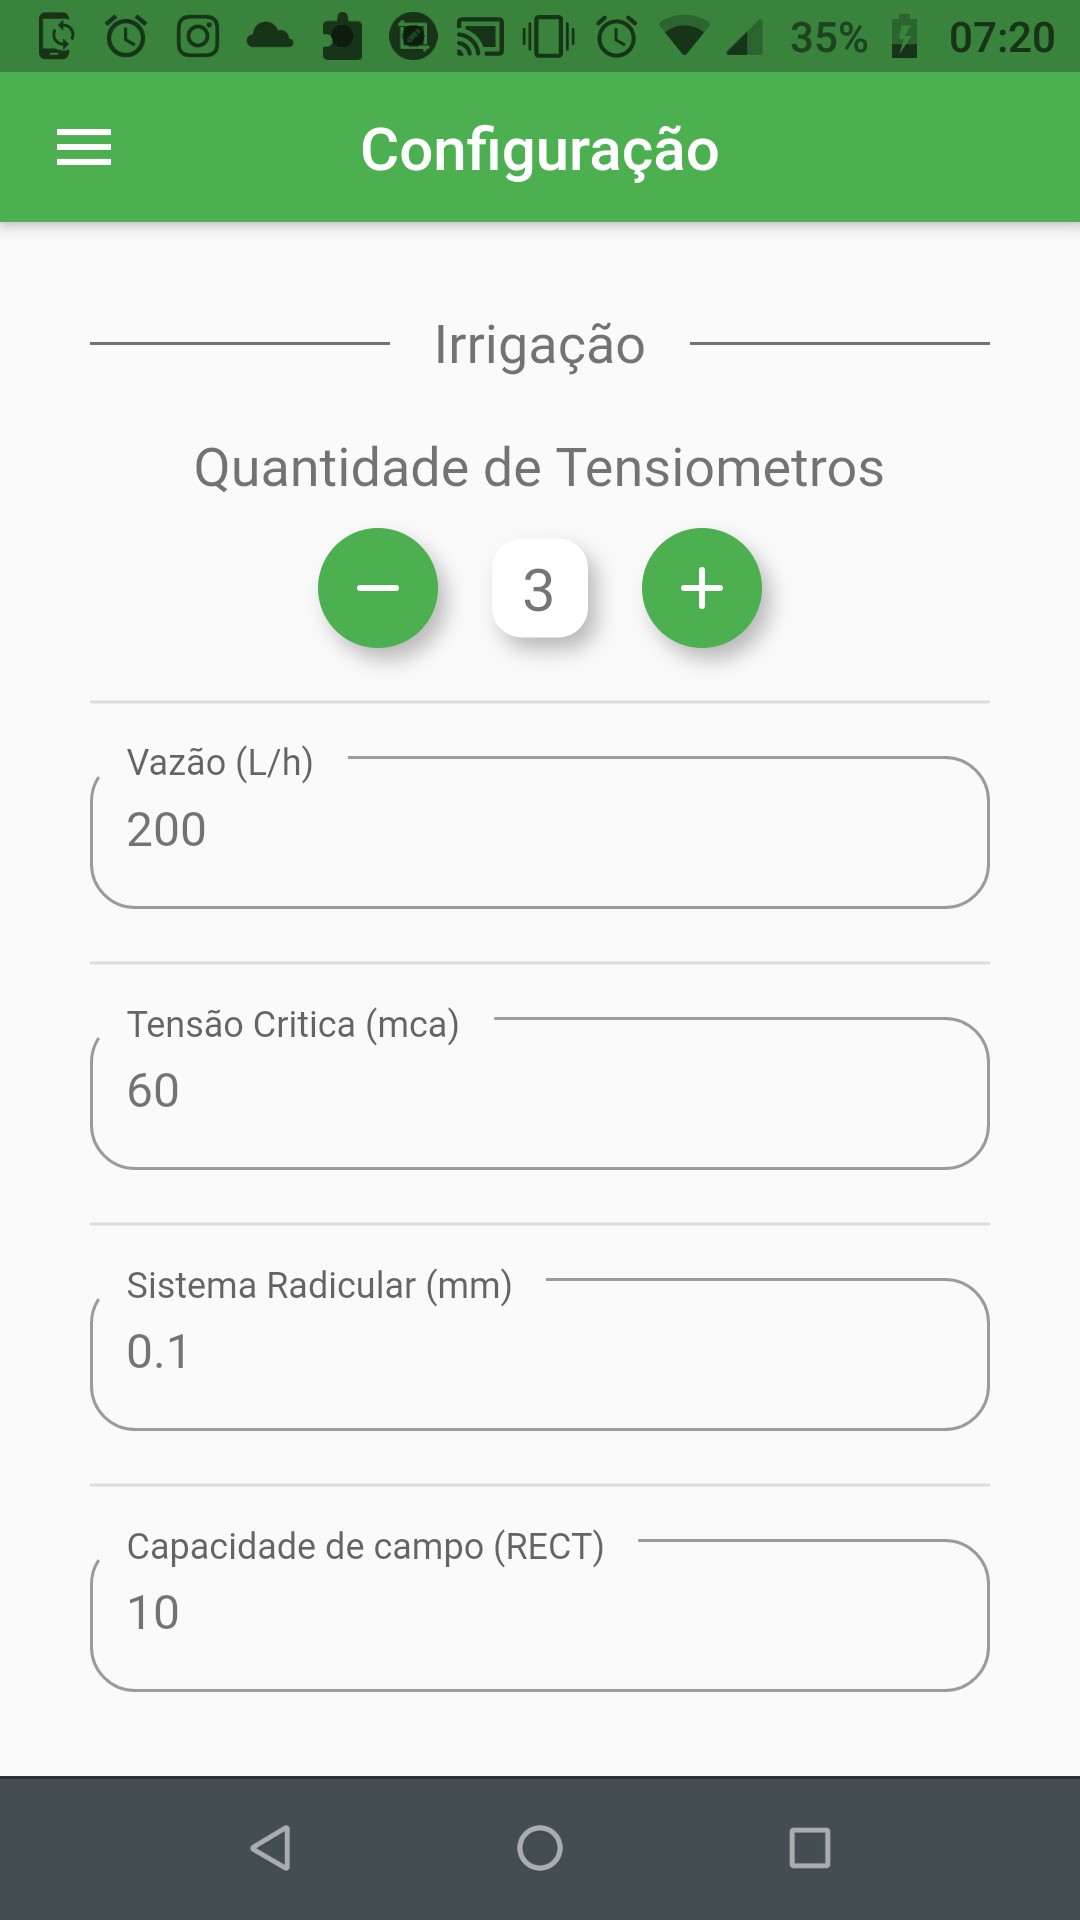 35% 07:20
Configuração
Irrigação
Quantidade de Tensiometros
3
Vazão (L/h)
200
Tensão Critica (mca)
60
Sistema Radicular (mm)
0.1
Capacidade de campo (RECT)
10